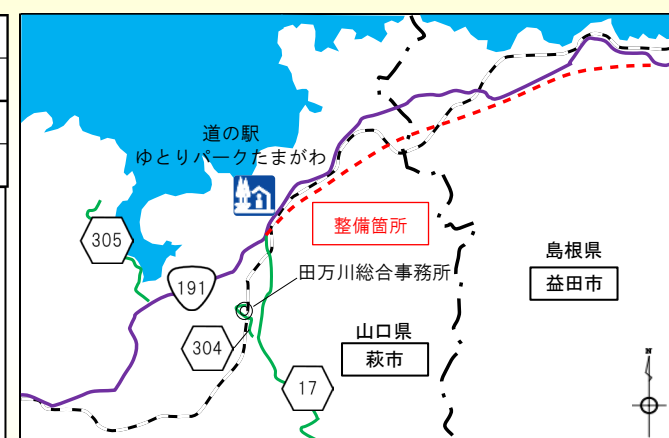 道の駅
ゆとりパークたまがわ
整備箇所
305
島根県
益田市
田万川総合事務所
191
山口県
萩市
304
17
N